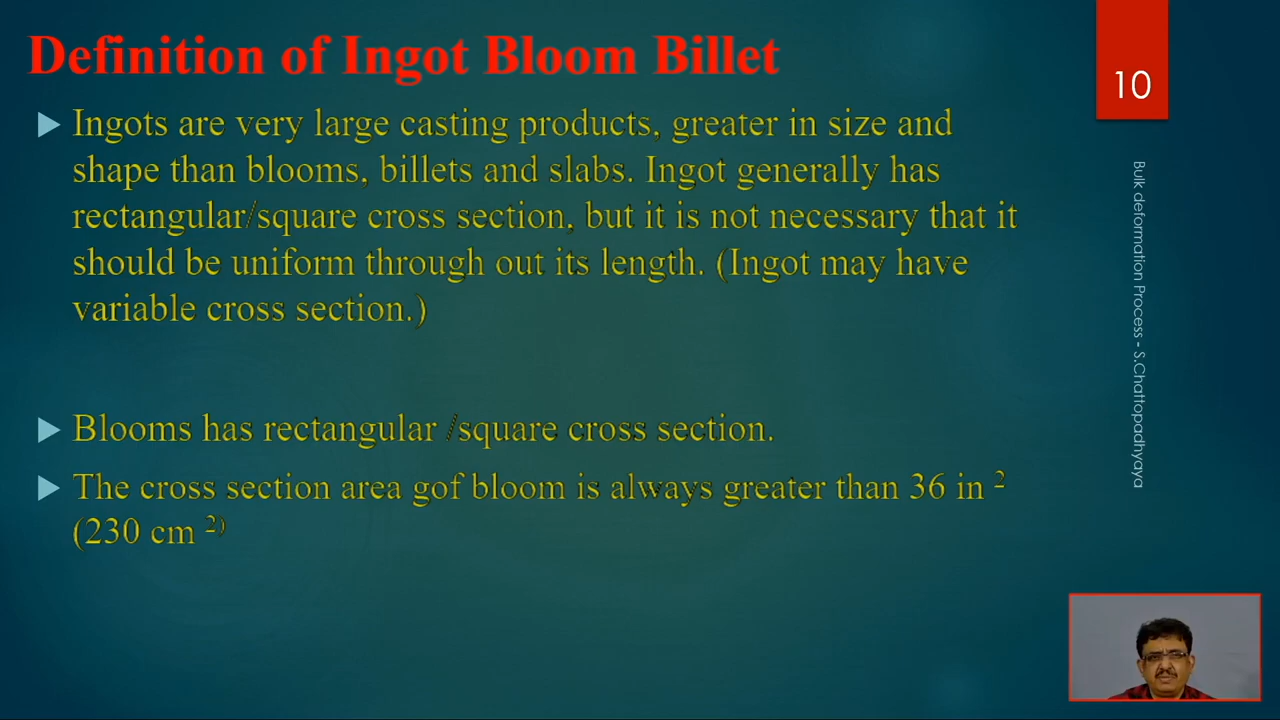 Definition of Ingot Bloom Billet
10
Ingots are very large casting products, greater in size and
shape than blooms, billets and slabs. Ingot generally has
rectangular/square cross section, but it is not necessary that it
should be uniform through out its length. (Ingot may have
variable cross section.)
Blooms has rectangular /square cross section.
The cross section area gof bloom is always greater than 36 in 2
(230 cm 2)
Bulk deformation Process - S.Chattopadhyaya